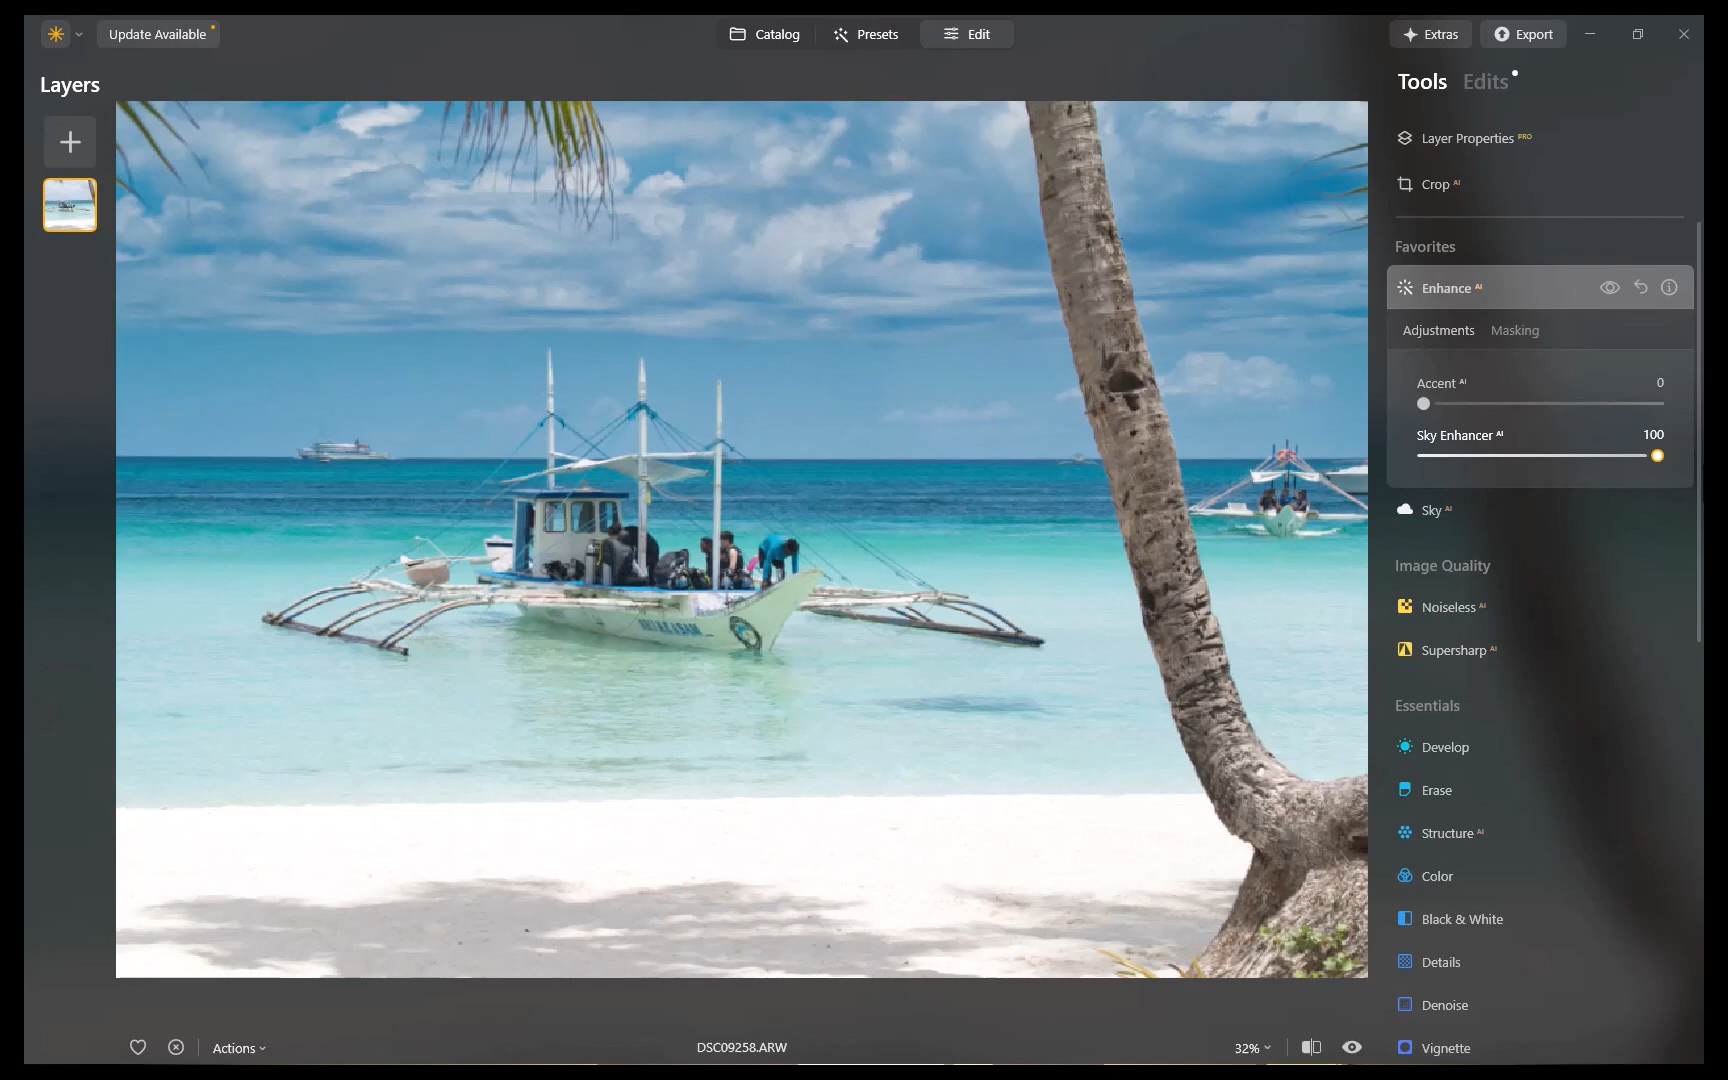 Update Available
Catalog
Presets
Edit
Extras
Export
Layers
Tools
Edits
Layer Properties PRO
Crop AI
Favorites
Enhance AI
Adjustments
Masking
Accent AI
0
Sky Enhancer AI
100
Sky AI
Image Quality
Noiseless AI
Supersharp AI
Essentials
Develop
Erase
Structure AI
Color
Black & White
Details
Denoise
Vignette
Actions
DSC09258.ARW
32%